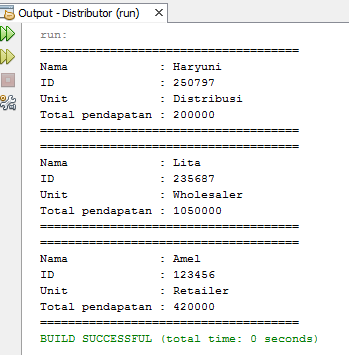 Output - Distributor (run)
run:
=======================================
Nama : Haryuni
ID : 250797
Unit : Distribusi
Total pendapatan : 200000
=======================================
=======================================
Nama : Lita
ID : 235687
Unit : Wholesaler
Total pendapatan : 1050000
=======================================
=======================================
Nama : Amel
ID : 123456
Unit : Retailer
Total pendapatan : 420000
=======================================
BUILD SUCCESSFUL (total time: 0 seconds)